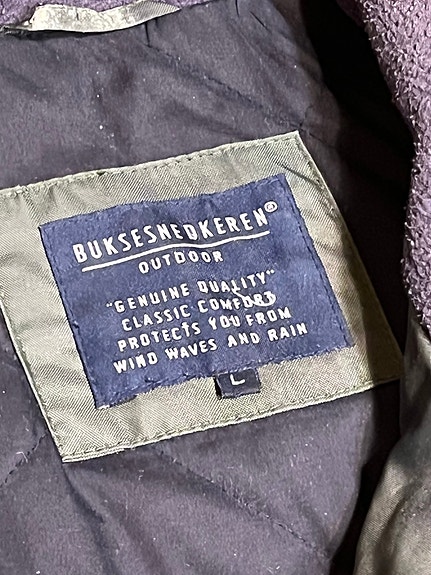 BUKSESNEDKEREN®
OUTDOOR
"GENUINE QUALITY"
CLASSIC COMFORT
PROTECTS YOU FROM
WIND WAVES AND RAIN
L